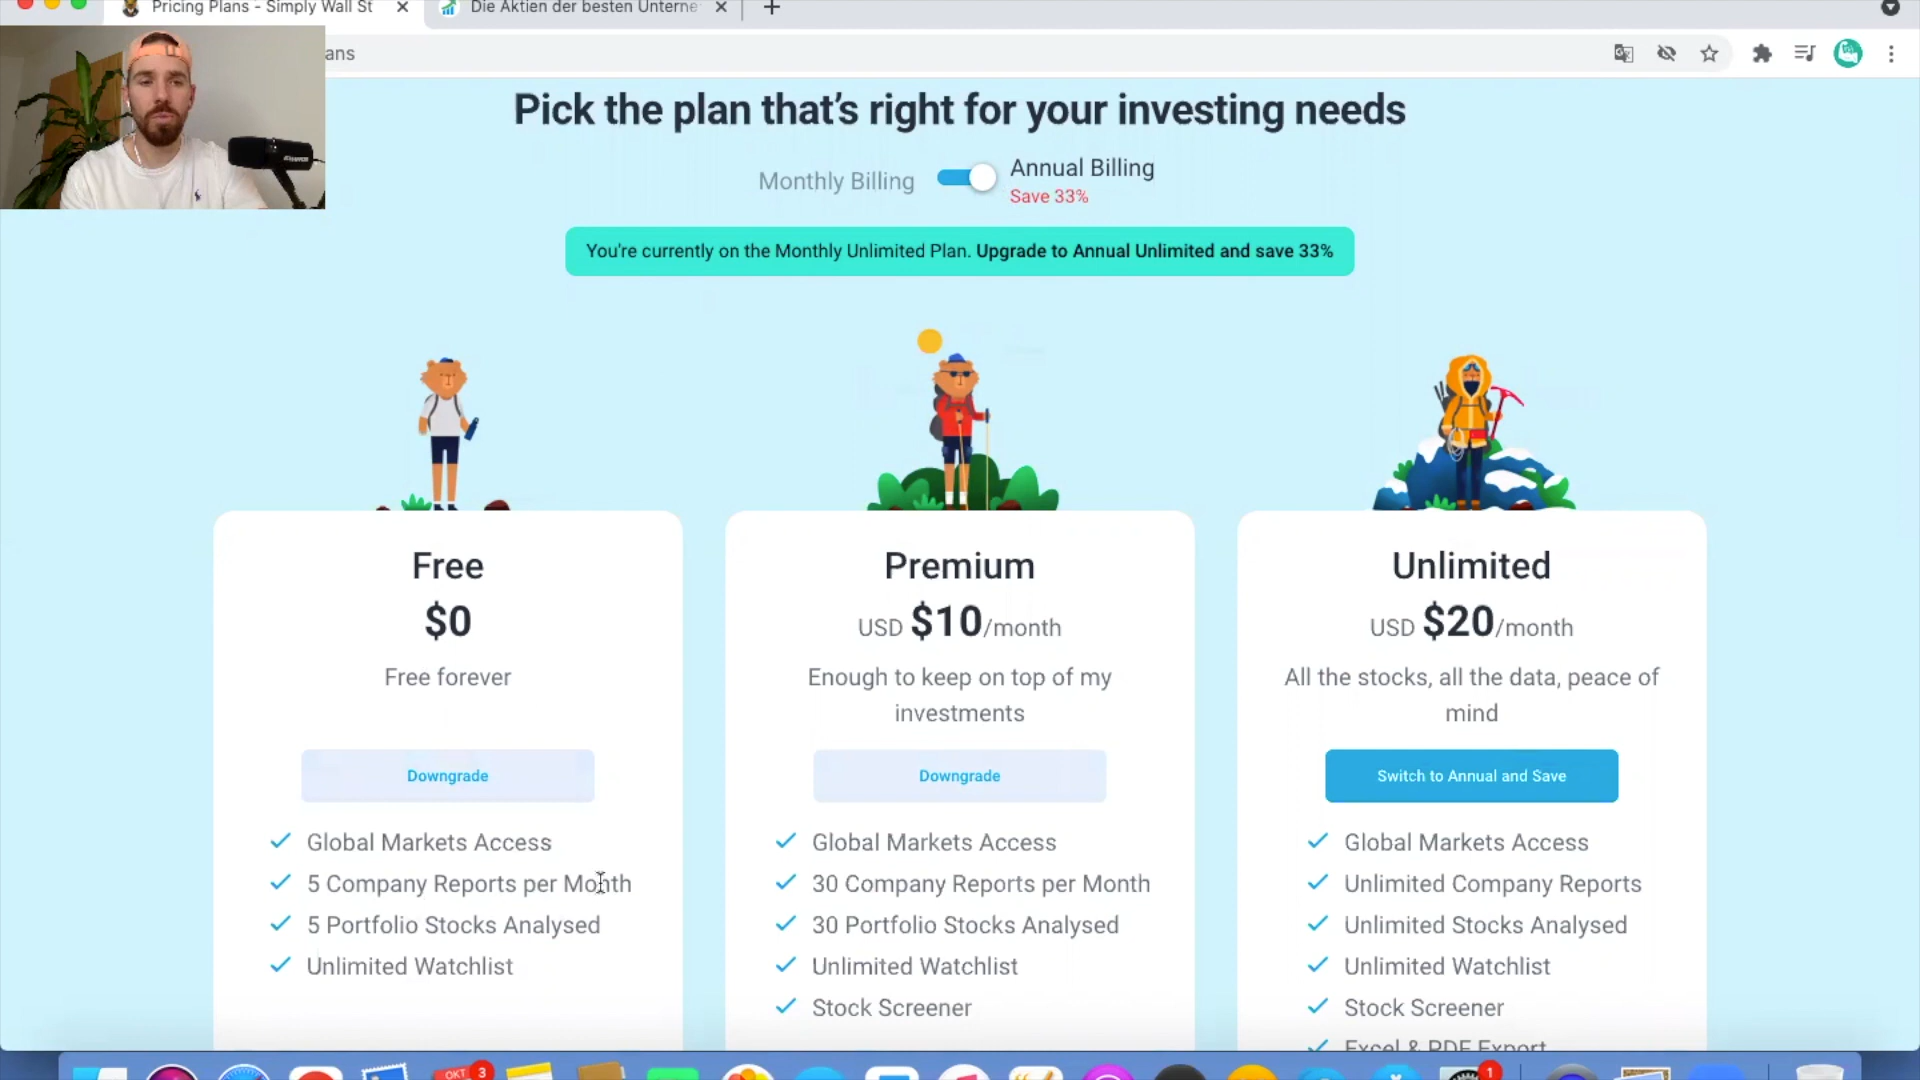 Pricing Plans - Simply Wall St
Die Aktien der besten Unterne
ans
Pick the plan that's right for your investing needs
Monthly Billing
Annual Billing
Save 33%
You're currently on the Monthly Unlimited Plan. Upgrade to Annual Unlimited and save 33%
Free
$0
Free forever
Downgrade
Global Markets Access
5 Company Reports per Month
5 Portfolio Stocks Analysed
Unlimited Watchlist
Premium
USD $10/month
Enough to keep on top of my
investments
Downgrade
Global Markets Access
30 Company Reports per Month
30 Portfolio Stocks Analysed
Unlimited Watchlist
Stock Screener
Unlimited
USD $20/month
All the stocks, all the data, peace of
mind
Switch to Annual and Save
Global Markets Access
Unlimited Company Reports
Unlimited Stocks Analysed
Unlimited Watchlist
Stock Screener
Excel & PDF Export
OKT
3
1